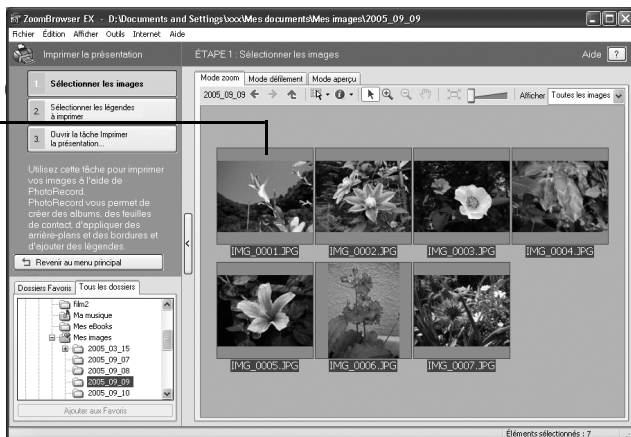 ZoomBrowser EX - D:\Documents and Settings\xxx\Mes documents\Mes images\2005_09_09
Fichier Édition Afficher Outils Internet Aide
Imprimer la présentation
ÉTAPE 1 : Sélectionner les images
Aide ?
1. Sélectionner les images
2. Sélectionner les légendes
à imprimer
3. Ouvrir la tâche Imprimer
la présentation...
Utilisez cette tâche pour imprimer
vos images à l'aide de
PhotoRecord.
PhotoRecord vous permet de
créer des albums, des feuilles
de contact, d'appliquer des
arrière-plans et des bordures et
d'ajouter des légendes.
Revenir au menu principal
Dossiers Favoris Tous les dossiers
film2
Ma musique
Mes eBooks
Mes images
2005_03_15
2005_09_07
2005_09_08
2005_09_09
2005_09_10
Ajouter aux Favoris
Mode zoom Mode défilement Mode aperçu
2005_09_09
Afficher Toutes les images
IMG_0001.JPG IMG_0002.JPG IMG_0003.JPG IMG_0004.JPG
IMG_0005.JPG IMG_0006.JPG IMG_0007.JPG
Éléments sélectionnés : 7